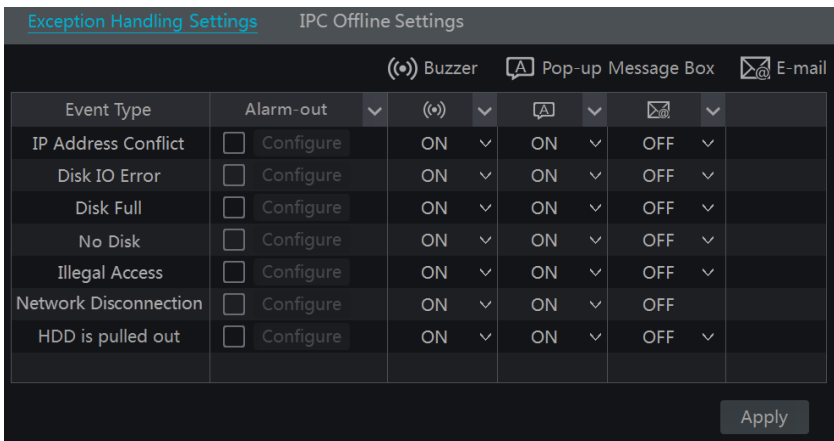 Exception Handling Settings IPC Offline Settings
Buzzer A Pop-up Message Box E-mail
Event Type Alarm-out A
IP Address Conflict Configure ON ON OFF
Disk IO Error Configure ON ON OFF
Disk Full Configure ON ON OFF
No Disk Configure ON ON OFF
Illegal Access Configure ON ON OFF
Network Disconnection Configure ON ON OFF
HDD is pulled out Configure ON ON OFF
Apply